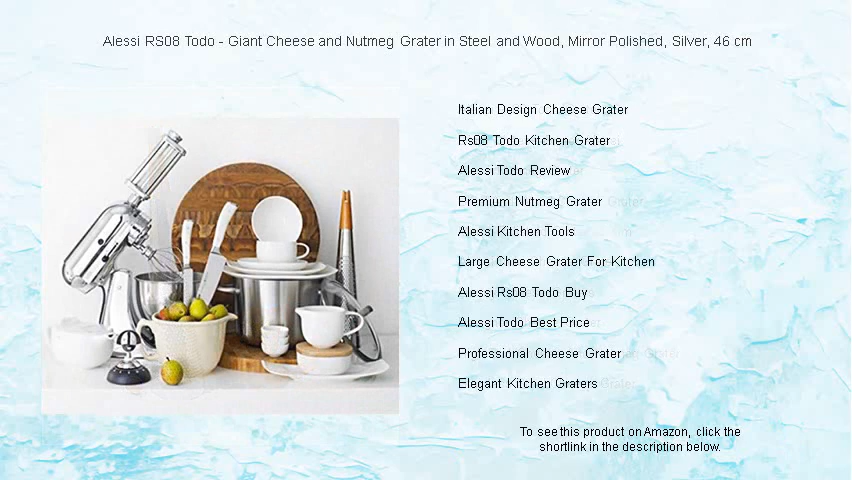 Alessi RS08 Todo - Giant Cheese and Nutmeg Grater in Steel and Wood, Mirror Polished, Silver, 46 cm
Italian Design Cheese Grater
Rs08 Todo Kitchen Grater
Alessi Todo Review
Premium Nutmeg Grater
Alessi Kitchen Tools
Large Cheese Grater For Kitchen
Alessi Rs08 Todo Buy
Alessi Todo Best Price
Professional Cheese Grater
Elegant Kitchen Graters
To see this product on Amazon, click the
shortlink in the description below.